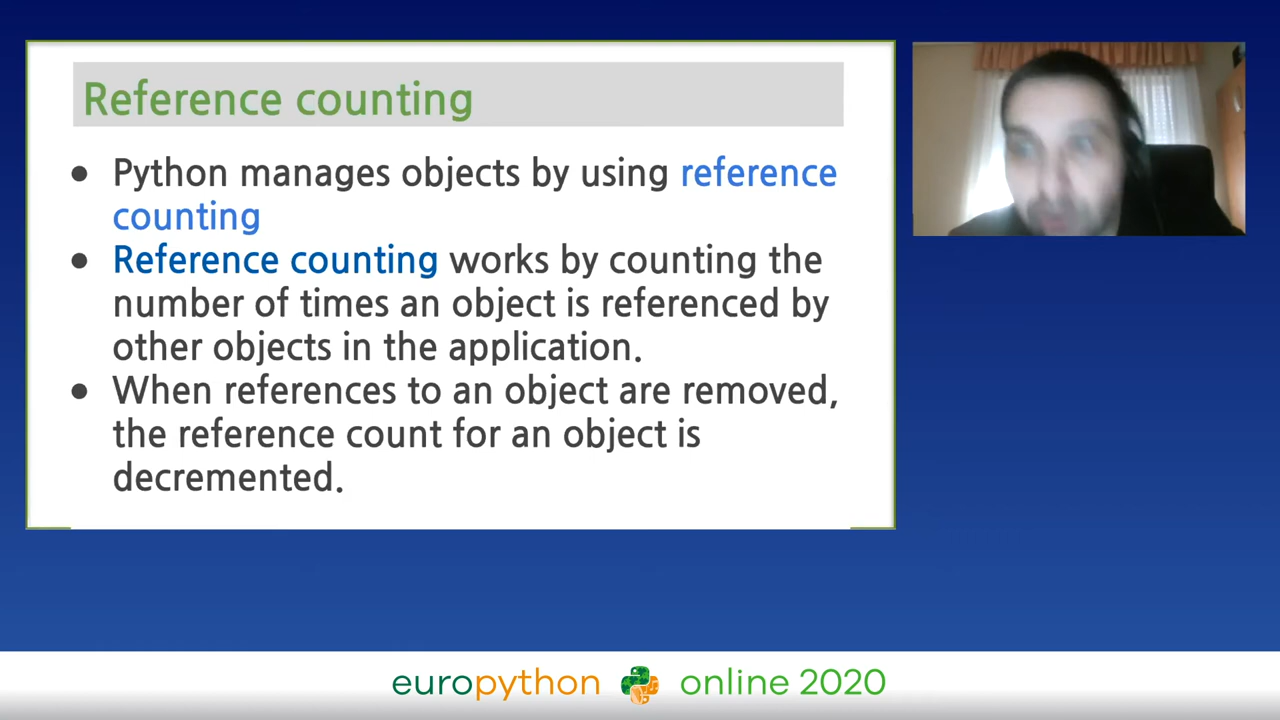 Reference counting
● Python manages objects by using reference
counting
● Reference counting works by counting the
number of times an object is referenced by
other objects in the application.
● When references to an object are removed,
the reference count for an object is
decremented.
europython online 2020